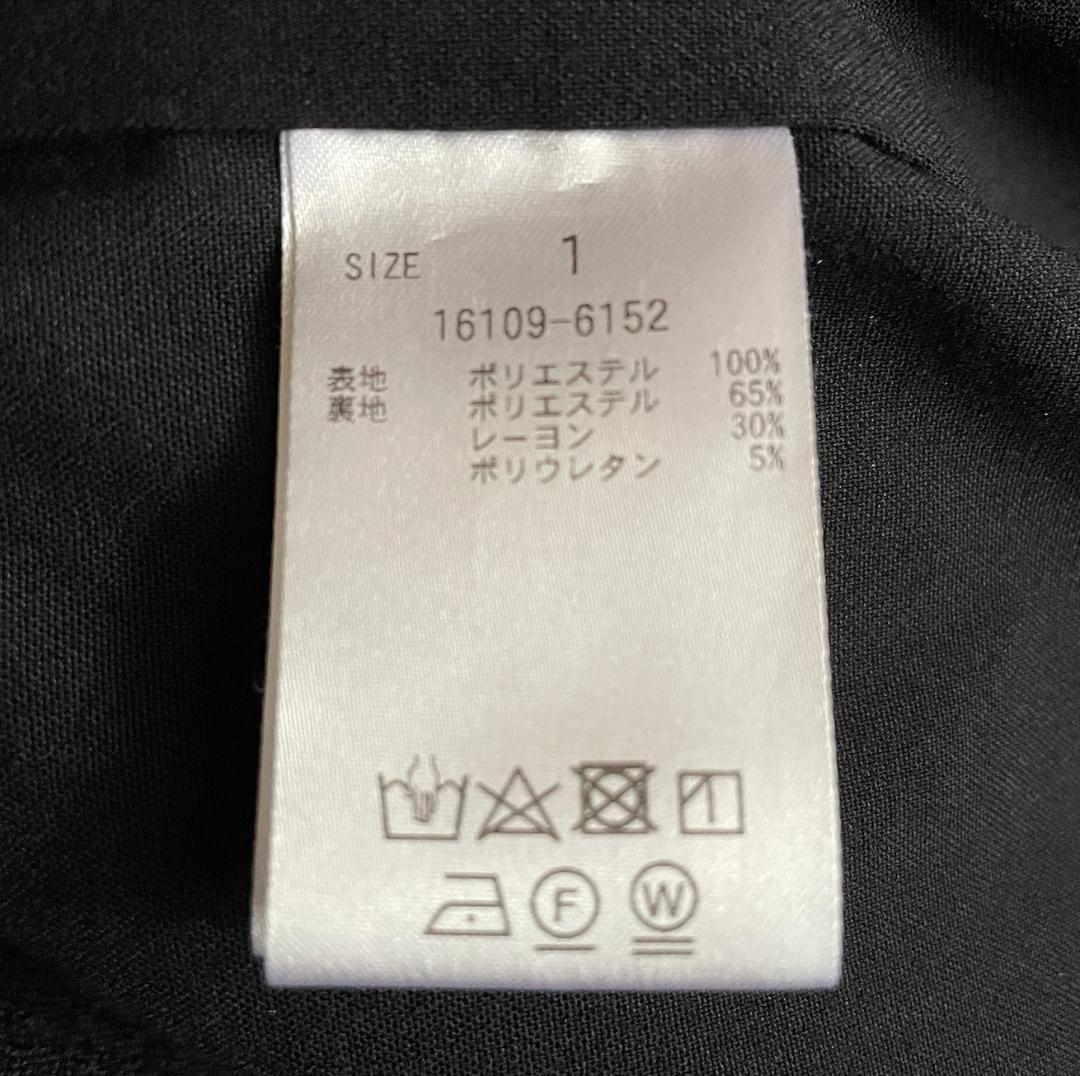 SIZE 1
16109-6152
表地 ポリエステル 100%
裏地 ポリエステル 65%
レーヨン 30%
ポリウレタン 5%
F W